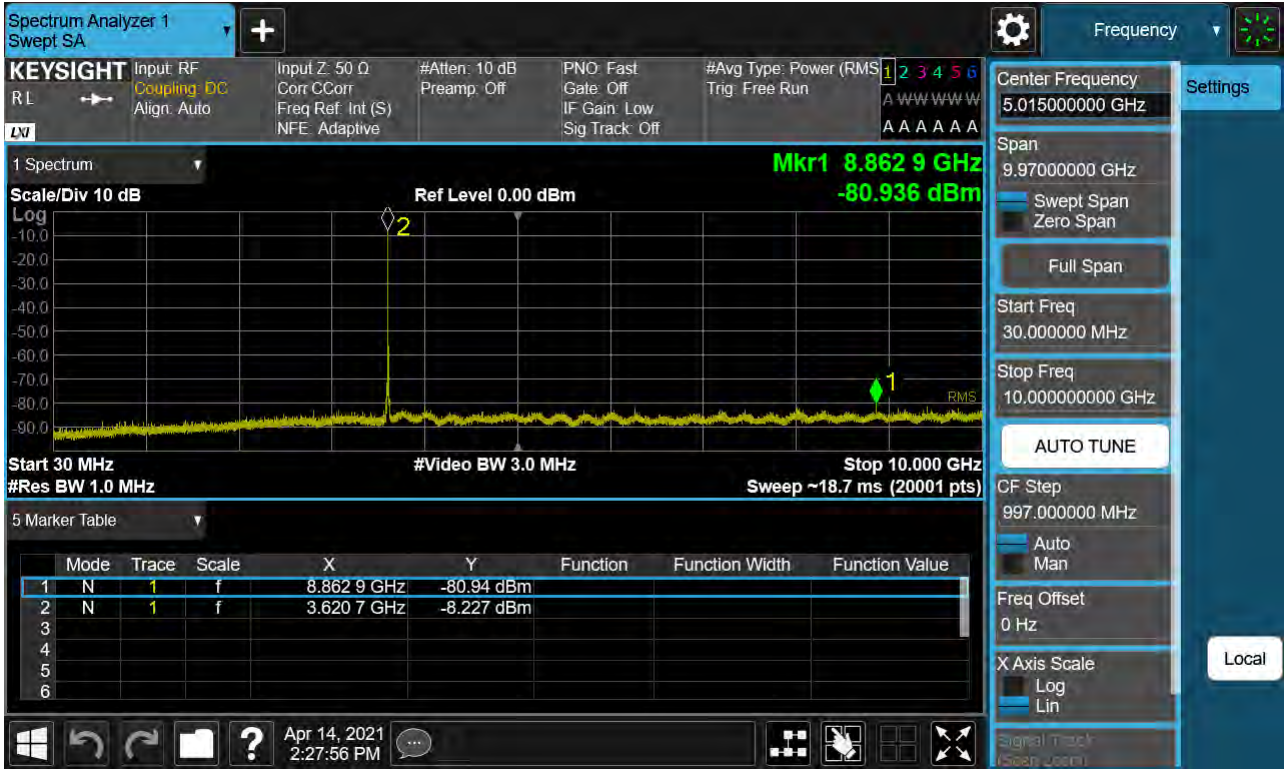 Spectrum Analyzer 1
Swept SA
+
Frequency
KEYSIGHT
RL
LXI
Input: RF
Coupling: DC
Align: Auto
Input Z: 50 Ω
Corr CCorr
Freq Ref: Int (S)
NFE: Adaptive
#Atten: 10 dB
Preamp: Off
PNO: Fast
Gate: Off
IF Gain: Low
Sig Track: Off
#Avg Type: Power (RMS
Trig: Free Run
1 2 3 4 5 6
A W W W W W
A A A A A A
Center Frequency
5.015000000 GHz
Settings
Span
9.97000000 GHz
Swept Span
Zero Span
Full Span
Start Freq
30.000000 MHz
Stop Freq
10.000000000 GHz
AUTO TUNE
CF Step
997.000000 MHz
Auto
Man
Freq Offset
0 Hz
X Axis Scale
Log
Lin
Signal Track
(Span Zoom)
Local
1 Spectrum
Mkr1 8.862 9 GHz
-80.936 dBm
Scale/Div 10 dB
Ref Level 0.00 dBm
Log
-10.0
-20.0
-30.0
-40.0
-50.0
-60.0
-70.0
-80.0
-90.0
2
1
RMS
Start 30 MHz
#Video BW 3.0 MHz
Stop 10.000 GHz
#Res BW 1.0 MHz
Sweep ~18.7 ms (20001 pts)
5 Marker Table
Mode Trace Scale X Y Function Function Width Function Value
1 N 1 f 8.862 9 GHz -80.94 dBm
2 N 1 f 3.620 7 GHz -8.227 dBm
3
4
5
6
?
Apr 14, 2021
2:27:56 PM